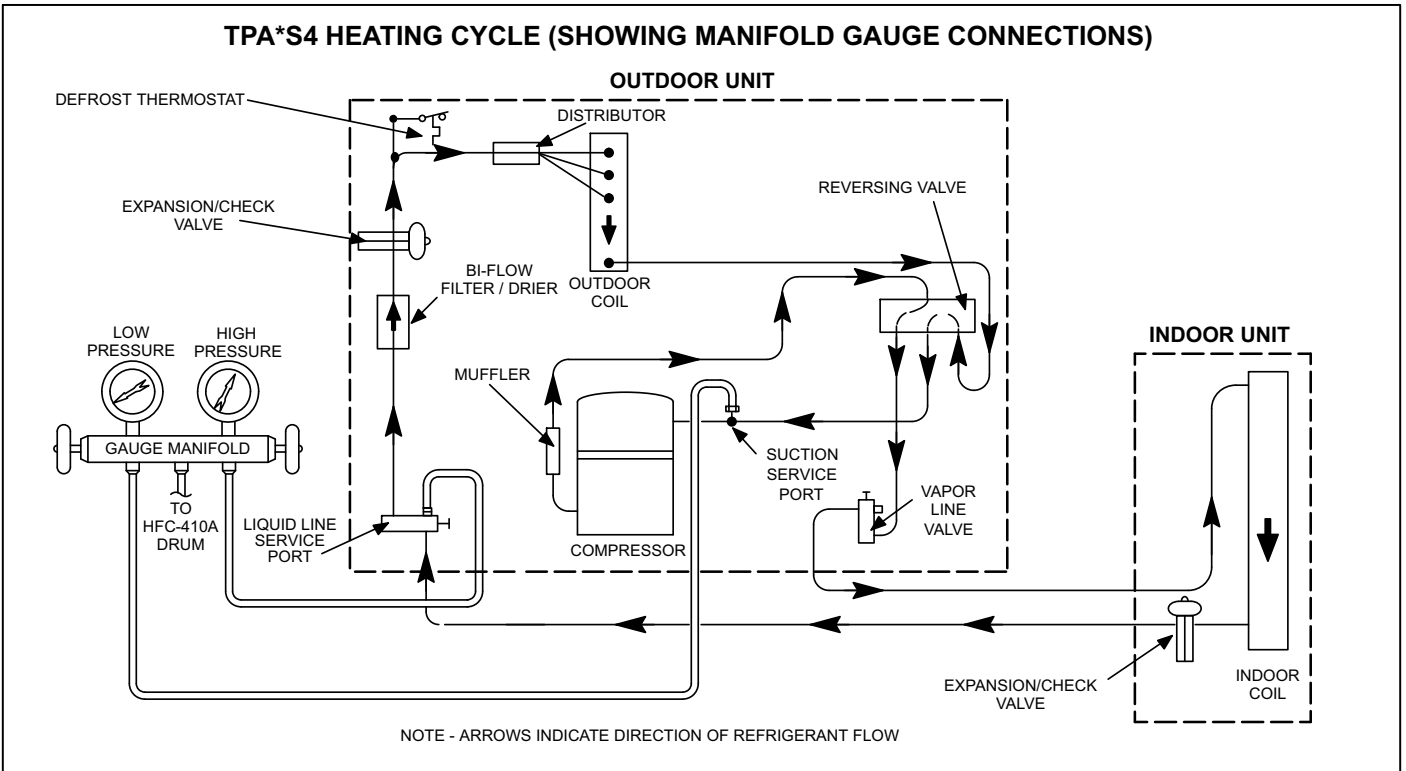 TPA*S4 HEATING CYCLE (SHOWING MANIFOLD GAUGE CONNECTIONS)
OUTDOOR UNIT
DEFROST THERMOSTAT
DISTRIBUTOR
REVERSING VALVE
EXPANSION/CHECK
VALVE
BI-FLOW
FILTER / DRIER
OUTDOOR
COIL
LOW
PRESSURE
HIGH
PRESSURE
INDOOR UNIT
MUFFLER
GAUGE MANIFOLD
TO
HFC-410A
DRUM
LIQUID LINE
SERVICE
PORT
COMPRESSOR
SUCTION
SERVICE
PORT
VAPOR
LINE
VALVE
EXPANSION/CHECK
VALVE
INDOOR
COIL
NOTE - ARROWS INDICATE DIRECTION OF REFRIGERANT FLOW